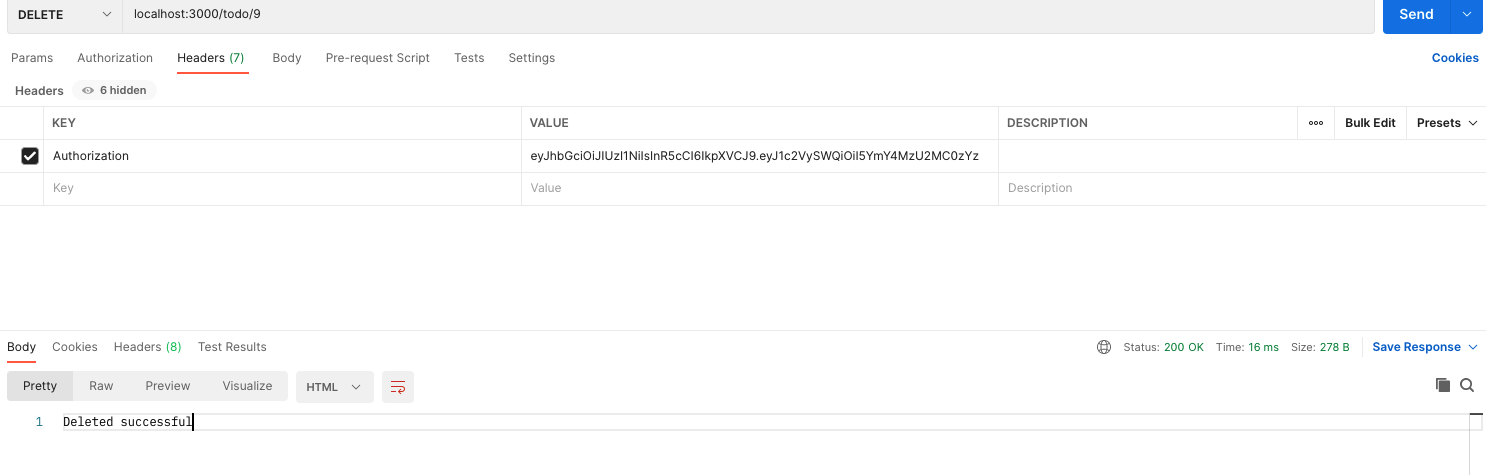 DELETE localhost:3000/todo/9 Send
Params Authorization Headers (7) Body Pre-request Script Tests Settings Cookies
Headers 6 hidden
KEY VALUE DESCRIPTION ooo Bulk Edit Presets
Authorization eyJhbGciOiJIUzI1NiIsInR5cCI6IkpXVCJ9.eyJ1c2VySWQiOiI5YmY4MzU2MC0zYz
Key Value Description
Body Cookies Headers (8) Test Results Status: 200 OK Time: 16 ms Size: 278 B Save Response
Pretty Raw Preview Visualize HTML
1 Deleted successful